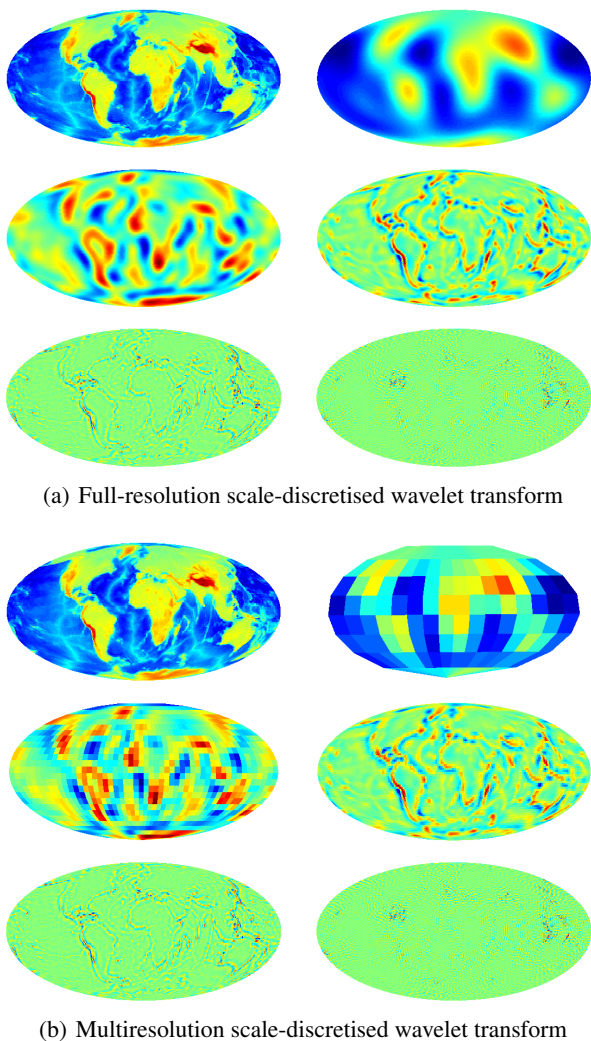 (a) Full-resolution scale-discretised wavelet transform
(b) Multiresolution scale-discretised wavelet transform